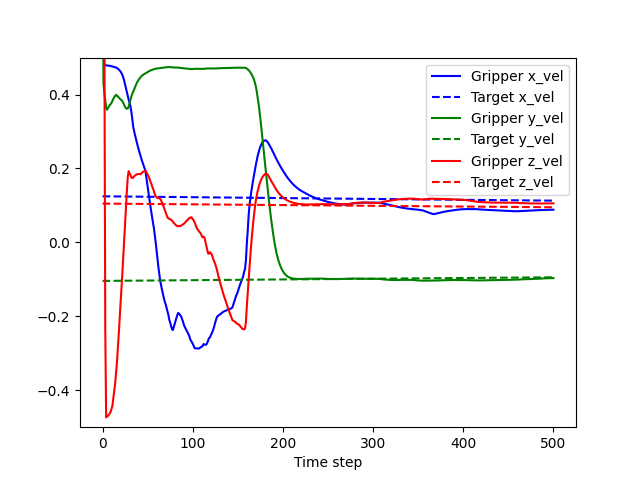 0.4
0.2
0.0
−0.2
−0.4
0
100
200
300
400
500
Time step
Gripper x_vel
Target x_vel
Gripper y_vel
Target y_vel
Gripper z_vel
Target z_vel